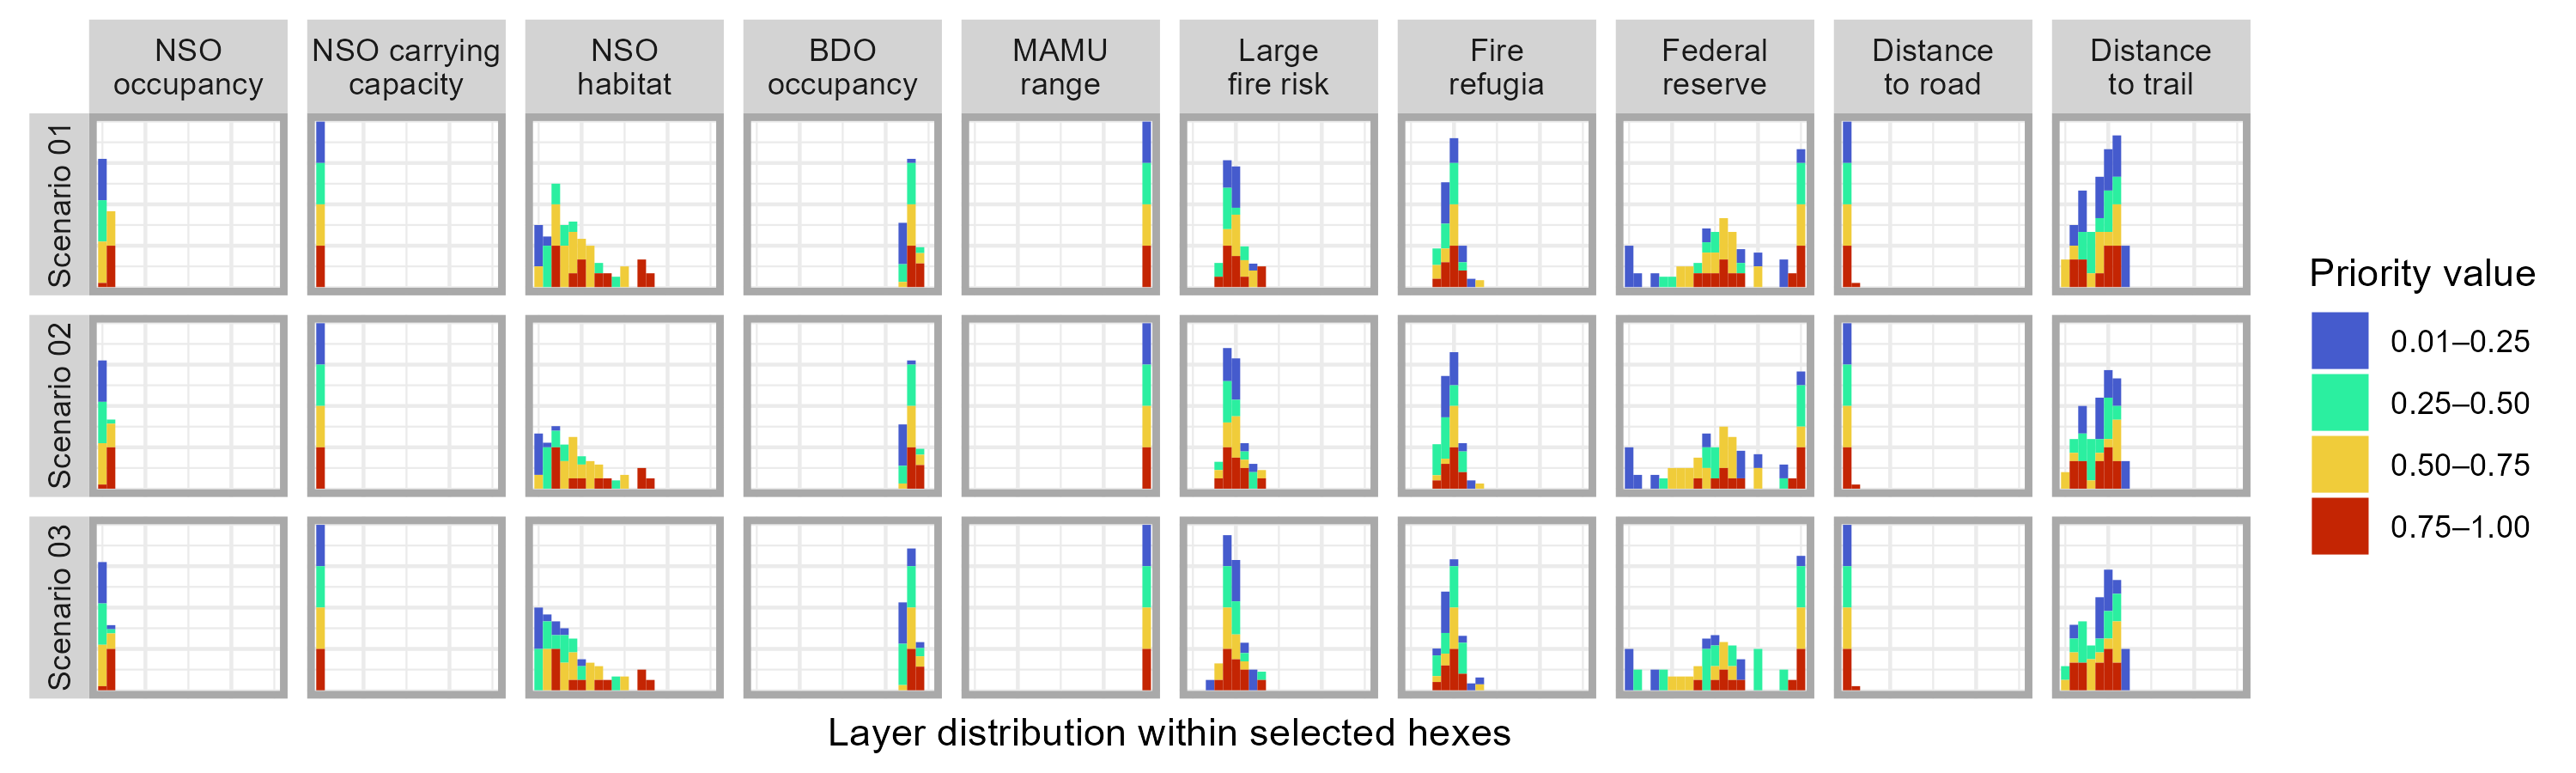 NSO
occupancy
NSO carrying
capacity
NSO
habitat
BDO
occupancy
MAMU
range
Large
fire risk
Fire
refugia
Federal
reserve
Distance
to road
Distance
to trail
Scenario 01
Scenario 02
Scenario 03
Layer distribution within selected hexes
Priority value
0.01–0.25
0.25–0.50
0.50–0.75
0.75–1.00